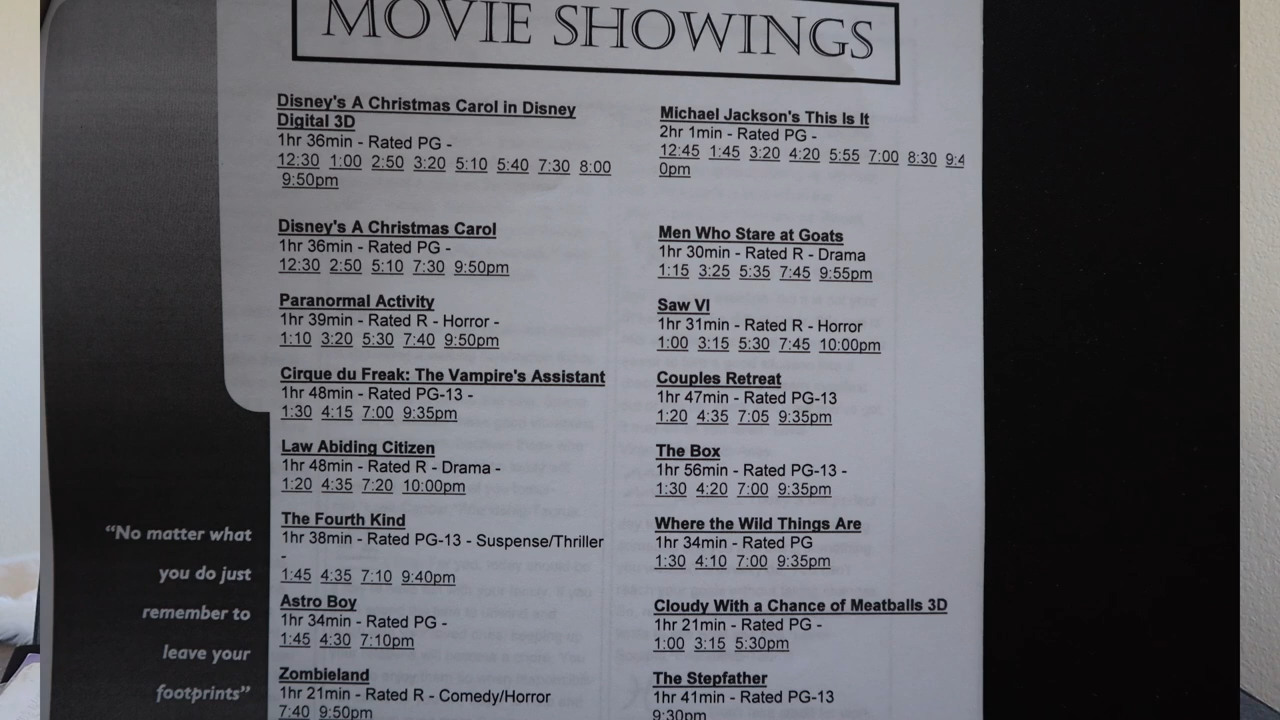 MOVIE SHOWINGS
Disney's A Christmas Carol in Disney
Digital 3D
1hr 36min - Rated PG -
12:30 1:00 2:50 3:20 5:10 5:40 7:30 8:00
9:50pm
Disney's A Christmas Carol
1hr 36min - Rated PG -
12:30 2:50 5:10 7:30 9:50pm
Paranormal Activity
1hr 39min - Rated R - Horror -
1:10 3:20 5:30 7:40 9:50pm
Cirque du Freak: The Vampire's Assistant
1hr 48min - Rated PG-13 -
1:30 4:15 7:00 9:35pm
Law Abiding Citizen
1hr 48min - Rated R - Drama -
1:20 4:35 7:20 10:00pm
The Fourth Kind
1hr 38min - Rated PG-13 - Suspense/Thriller
-
1:45 4:35 7:10 9:40pm
Astro Boy
1hr 34min - Rated PG -
1:45 4:30 7:10pm
Zombieland
1hr 21min - Rated R - Comedy/Horror
7:40 9:50pm
Michael Jackson's This Is It
2hr 1min - Rated PG -
12:45 1:45 3:20 4:20 5:55 7:00 8:30 9:4
0pm
Men Who Stare at Goats
1hr 30min - Rated R - Drama
1:15 3:25 5:35 7:45 9:55pm
Saw VI
1hr 31min - Rated R - Horror
1:00 3:15 5:30 7:45 10:00pm
Couples Retreat
1hr 47min - Rated PG-13
1:20 4:35 7:05 9:35pm
The Box
1hr 56min - Rated PG-13 -
1:30 4:20 7:00 9:35pm
Where the Wild Things Are
1hr 34min - Rated PG
1:30 4:10 7:00 9:35pm
Cloudy With a Chance of Meatballs 3D
1hr 21min - Rated PG -
1:00 3:15 5:30pm
The Stepfather
1hr 41min - Rated PG-13
9:30pm
“No matter what
you do just
remember to
leave your
footprints”